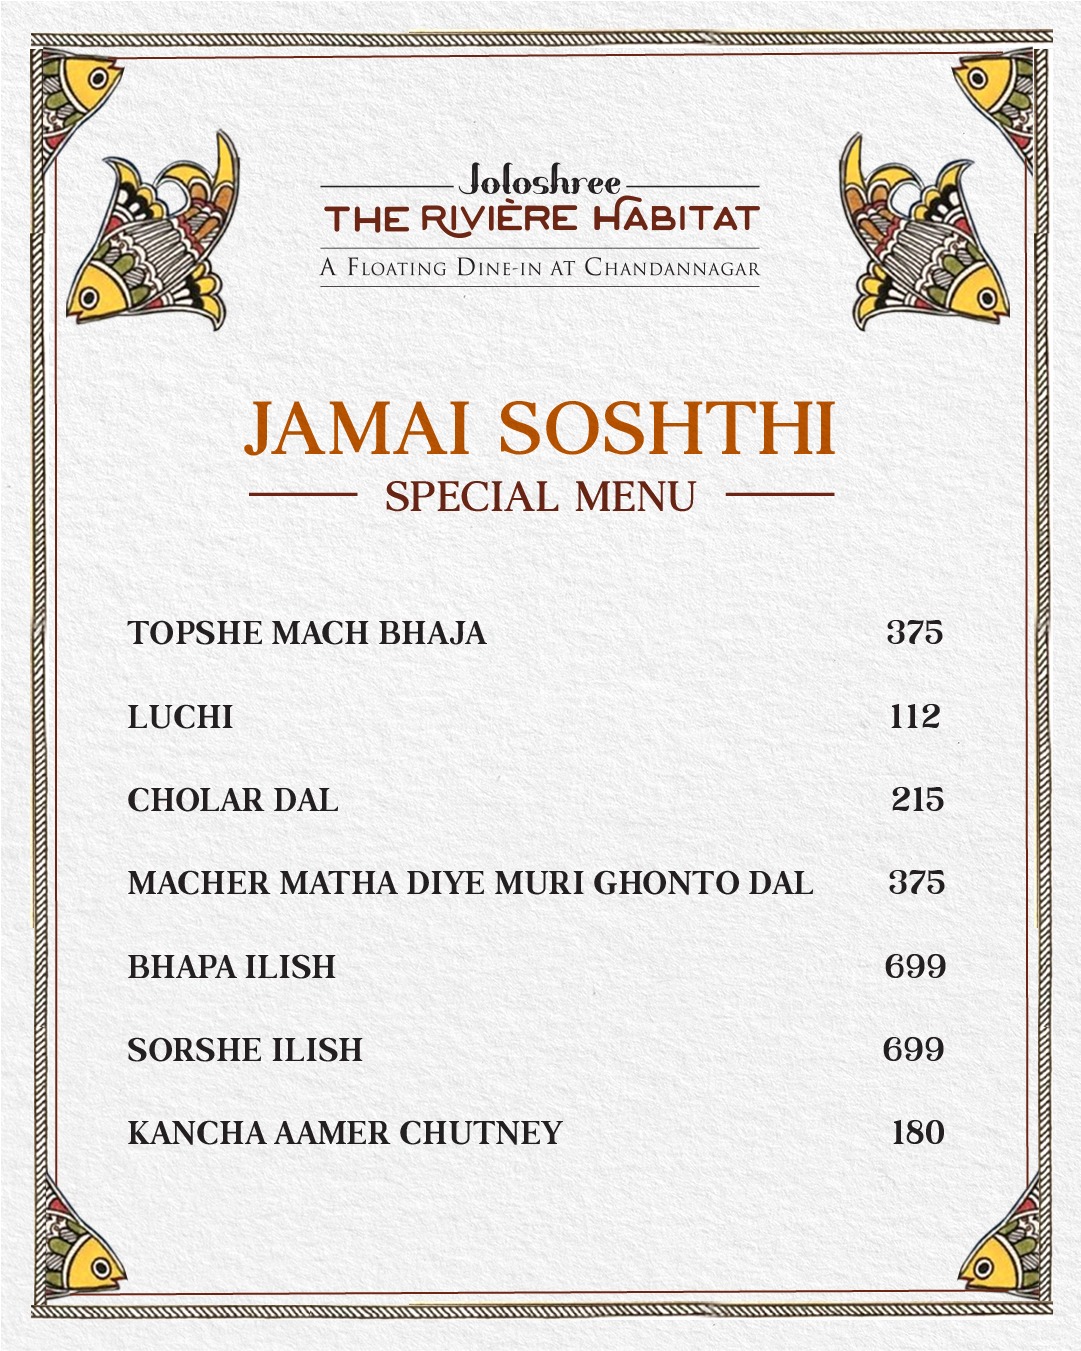 Joloshree
THE RIVIÈRE HABITAT
A FLOATING DINE-IN AT CHANDANNAGAR
JAMAI SOSHTHI
SPECIAL MENU
TOPSHE MACH BHAJA 375
LUCHI 112
CHOLAR DAL 215
MACHER MATHA DIYE MURI GHONTO DAL 375
BHAPA ILISH 699
SORSHE ILISH 699
KANCHA AAMER CHUTNEY 180